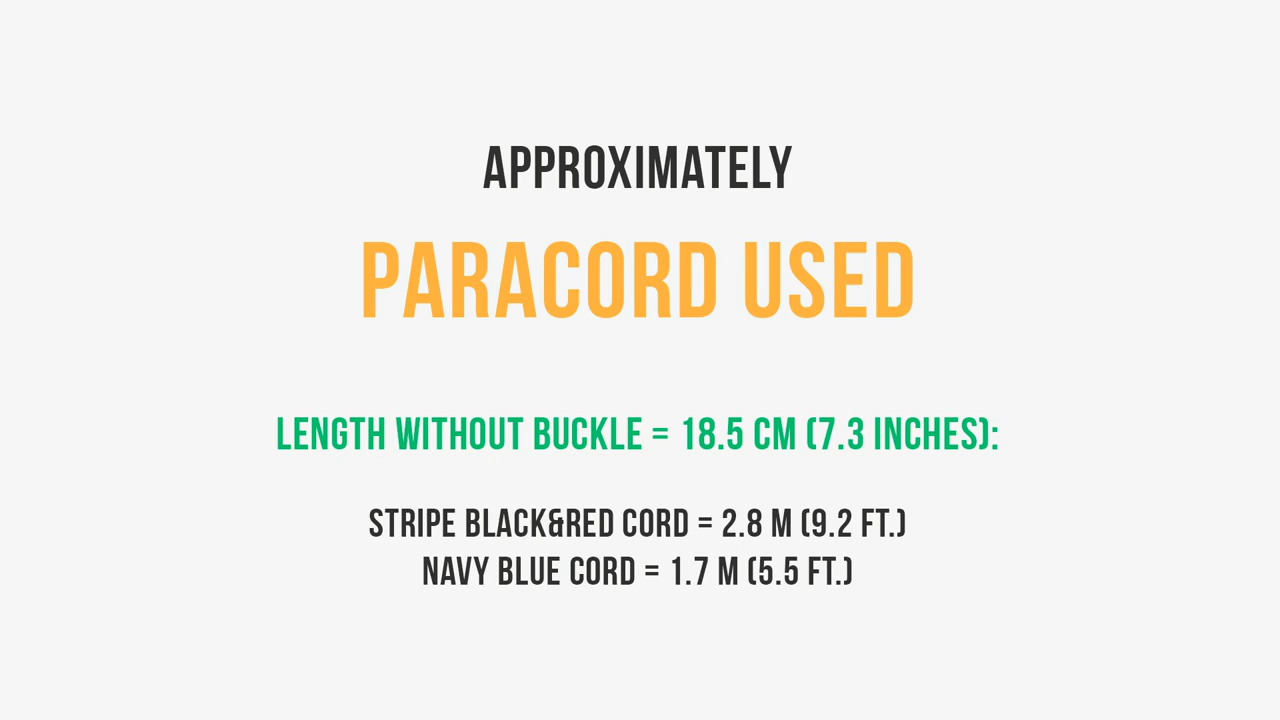 APPROXIMATELY
PARACORD USED
LENGTH WITHOUT BUCKLE = 18.5 CM (7.3 INCHES):
STRIPE BLACK&RED CORD = 2.8 M (9.2 FT.)
NAVY BLUE CORD = 1.7 M (5.5 FT.)